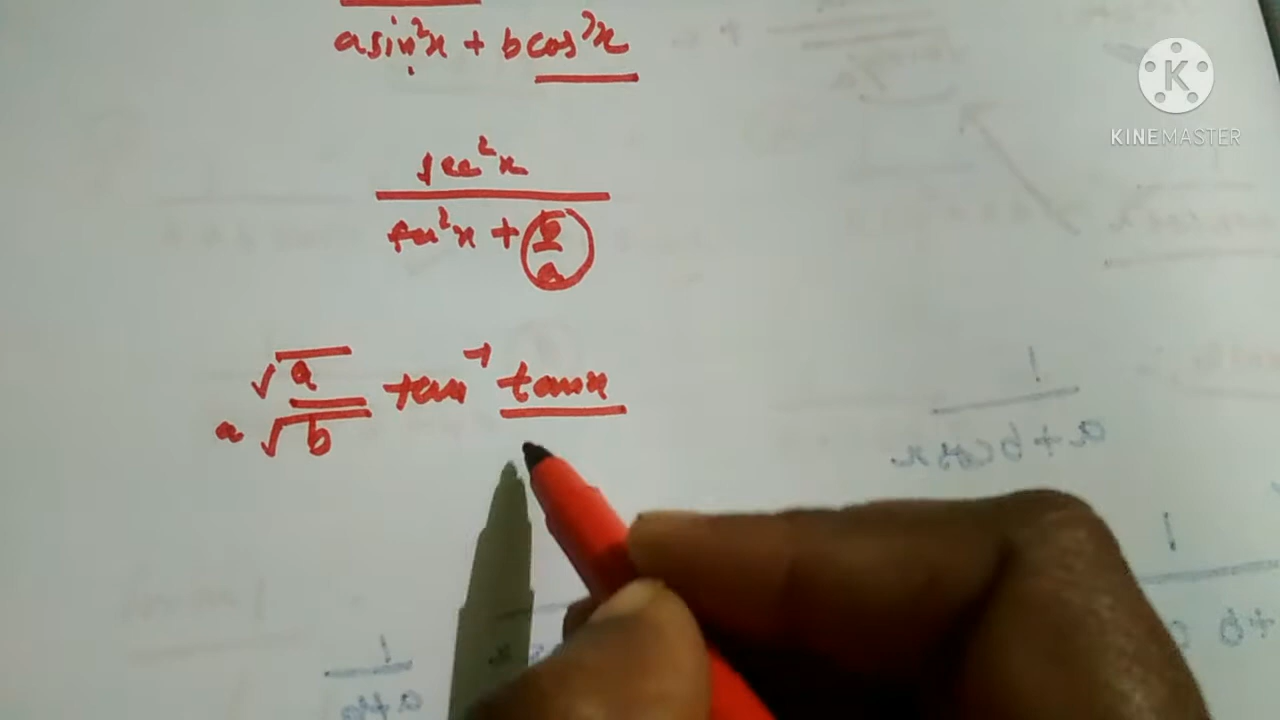 asin²x + bcos²x
sec²x
tan²x + b/a
√a
a√b tan⁻¹ tanx
K
KINEMASTER